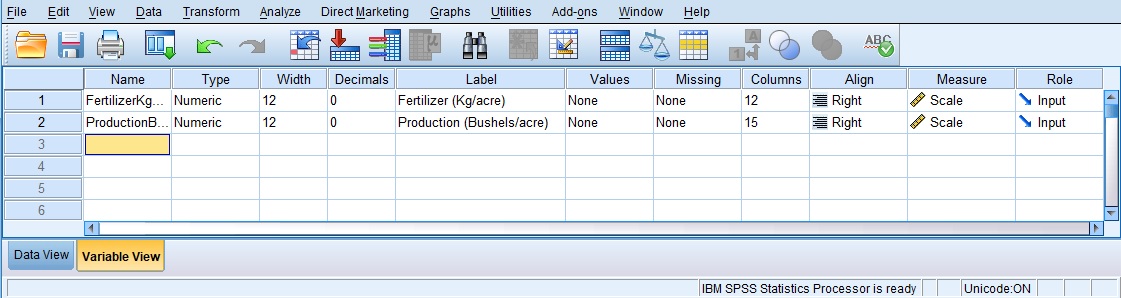 File Edit View Data Transform Analyze Direct Marketing Graphs Utilities Add-ons Window Help
ABC
Name Type Width Decimals Label Values Missing Columns Align Measure Role
1 FertilizerKg... Numeric 12 0 Fertilizer (Kg/acre) None None 12 Right Scale Input
2 ProductionB... Numeric 12 0 Production (Bushels/acre) None None 15 Right Scale Input
3
4
5
6
Data View Variable View
IBM SPSS Statistics Processor is ready Unicode:ON